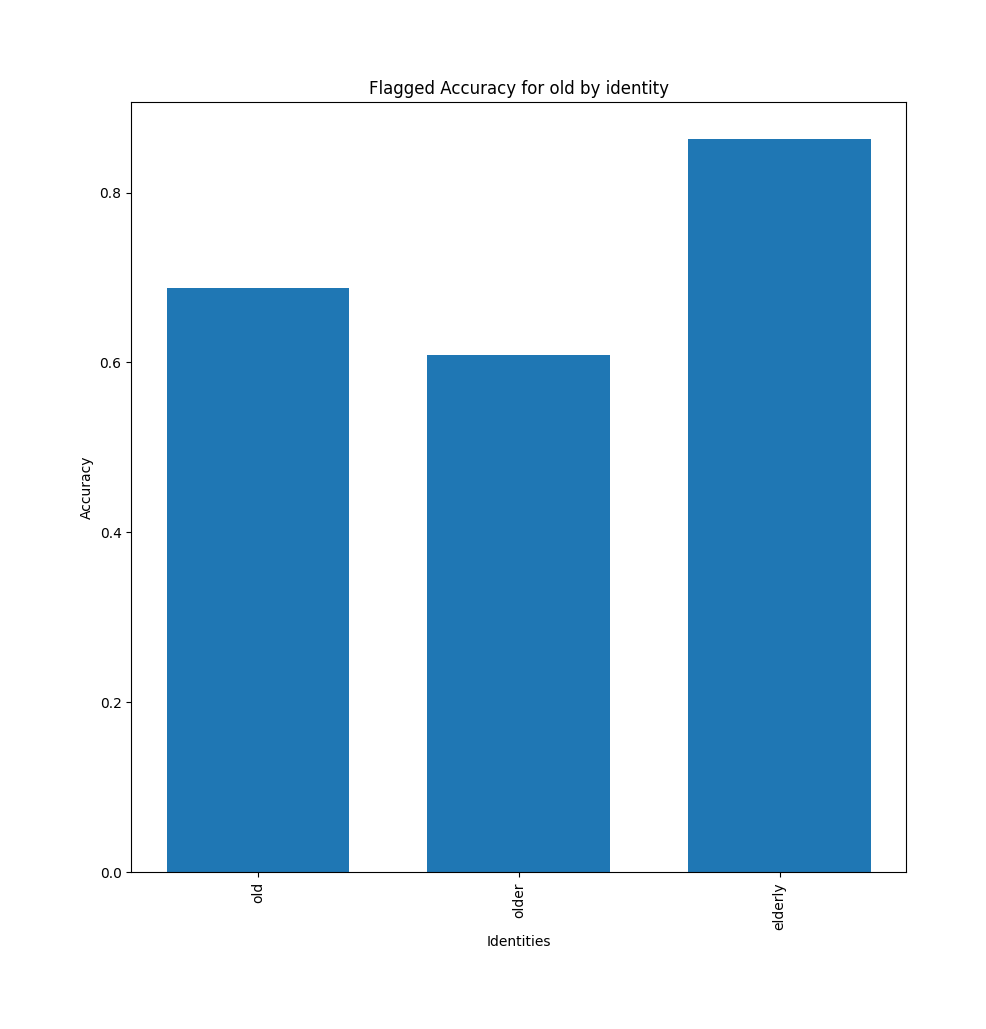 Flagged Accuracy for old by identity
Accuracy
0.8
0.6
0.4
0.2
0.0
old
older
elderly
Identities